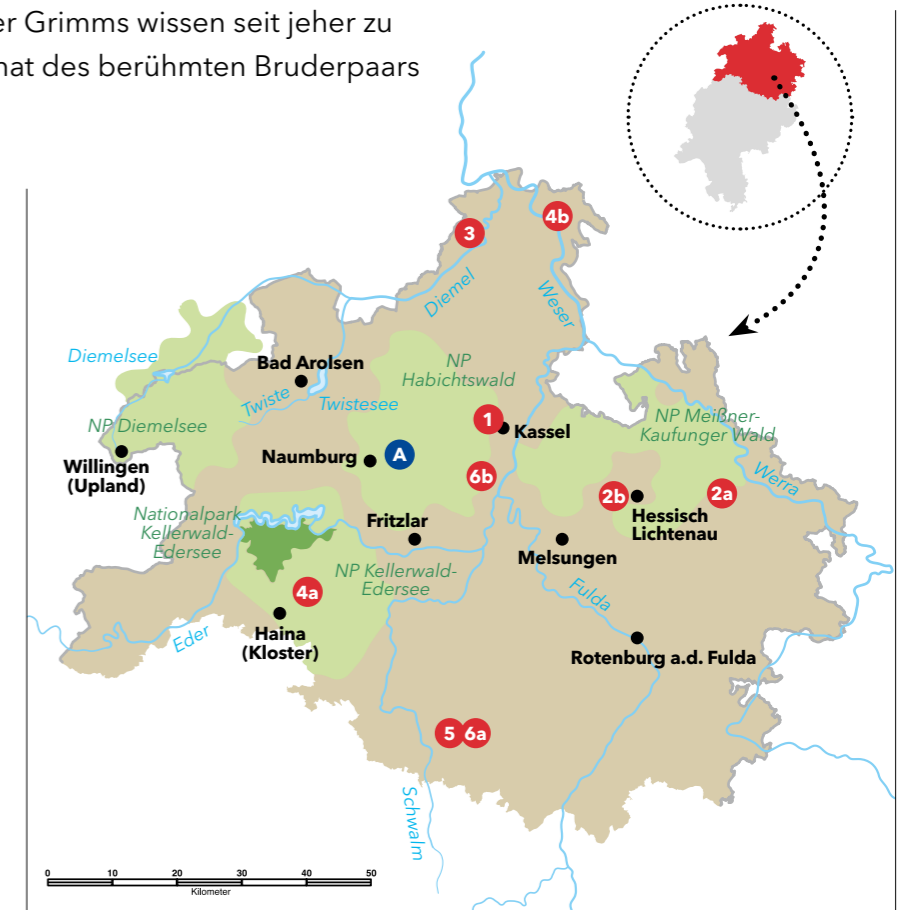 er Grimms wissen seit jeher zu
nat des berühmten Bruderpaars
4b
3
Diemel
Weser
Diemelsee
Bad Arolsen
NP
Habichtswald
Twiste
Twistesee
NP Diemelsee
1
Kassel
NP Meißner-
Kaufunger Wald
Willingen
(Upland)
Naumburg
A
6b
Werra
2b
2a
Hessisch
Lichtenau
Nationalpark
Kellerwald-
Edersee
Fritzlar
Melsungen
NP Kellerwald-
Edersee
4a
Fulda
Haina
(Kloster)
Eder
Rotenburg a.d. Fulda
5
6a
Schwalm
0 10 20 30 40 50
Kilometer